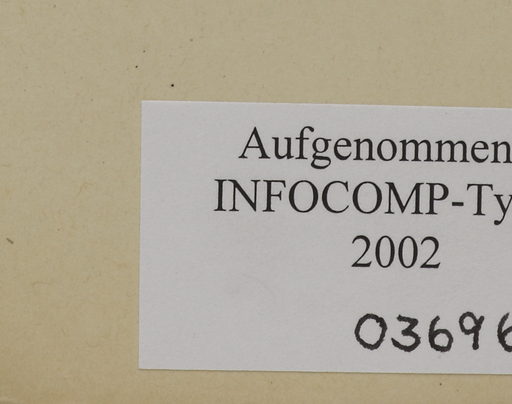 Aufgenommen
INFOCOMP-Ty
2002
03696